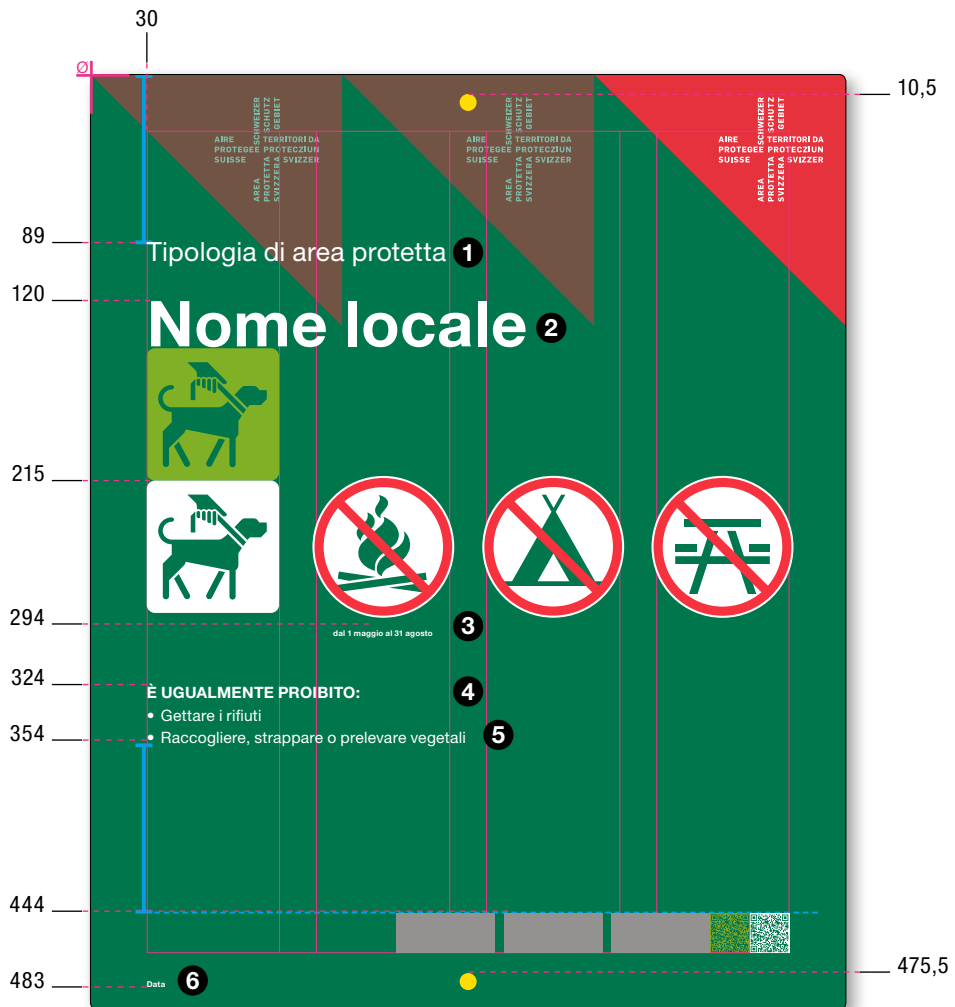 30
Ø
10,5
SCHWEIZER
SCHUTZ
GEBIET
AIRE TERRITORI DA
PROTEGEE PROTECZIUN
SUISSE SVIZZER
AREA
PROTETTA
SVIZZERA
SCHWEIZER
SCHUTZ
GEBIET
AIRE TERRITORI DA
PROTEGEE PROTECZIUN
SUISSE SVIZZER
AREA
PROTETTA
SVIZZERA
SCHWEIZER
SCHUTZ
GEBIET
AIRE TERRITORI DA
PROTEGEE PROTECZIUN
SUISSE SVIZZER
AREA
PROTETTA
SVIZZERA
89
Tipologia di area protetta 1
120
Nome locale 2
215
294
dal 1 maggio al 31 agosto 3
324
È UGUALMENTE PROIBITO: 4
• Gettare i rifiuti
354
• Raccogliere, strappare o prelevare vegetali 5
444
483
Data 6
475,5